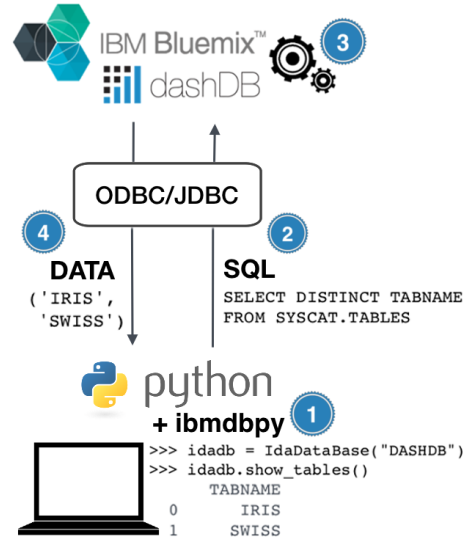 IBM Bluemix™
dashDB
3
ODBC/JDBC
4
2
DATA
('IRIS',
'SWISS')
SQL
SELECT DISTINCT TABNAME
FROM SYSCAT.TABLES
python
+ ibmdbpy
1
>>> idadb = IdaDataBase("DASHDB")
>>> idadb.show_tables()
TABNAME
0 IRIS
1 SWISS